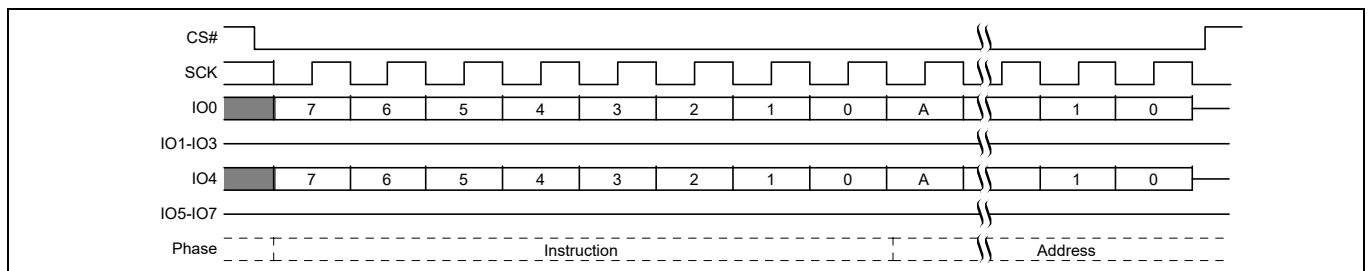 CS#
SCK
IO0 7 6 5 4 3 2 1 0 A 1 0
IO1-IO3
IO4 7 6 5 4 3 2 1 0 A 1 0
IO5-IO7
Phase Instruction Address